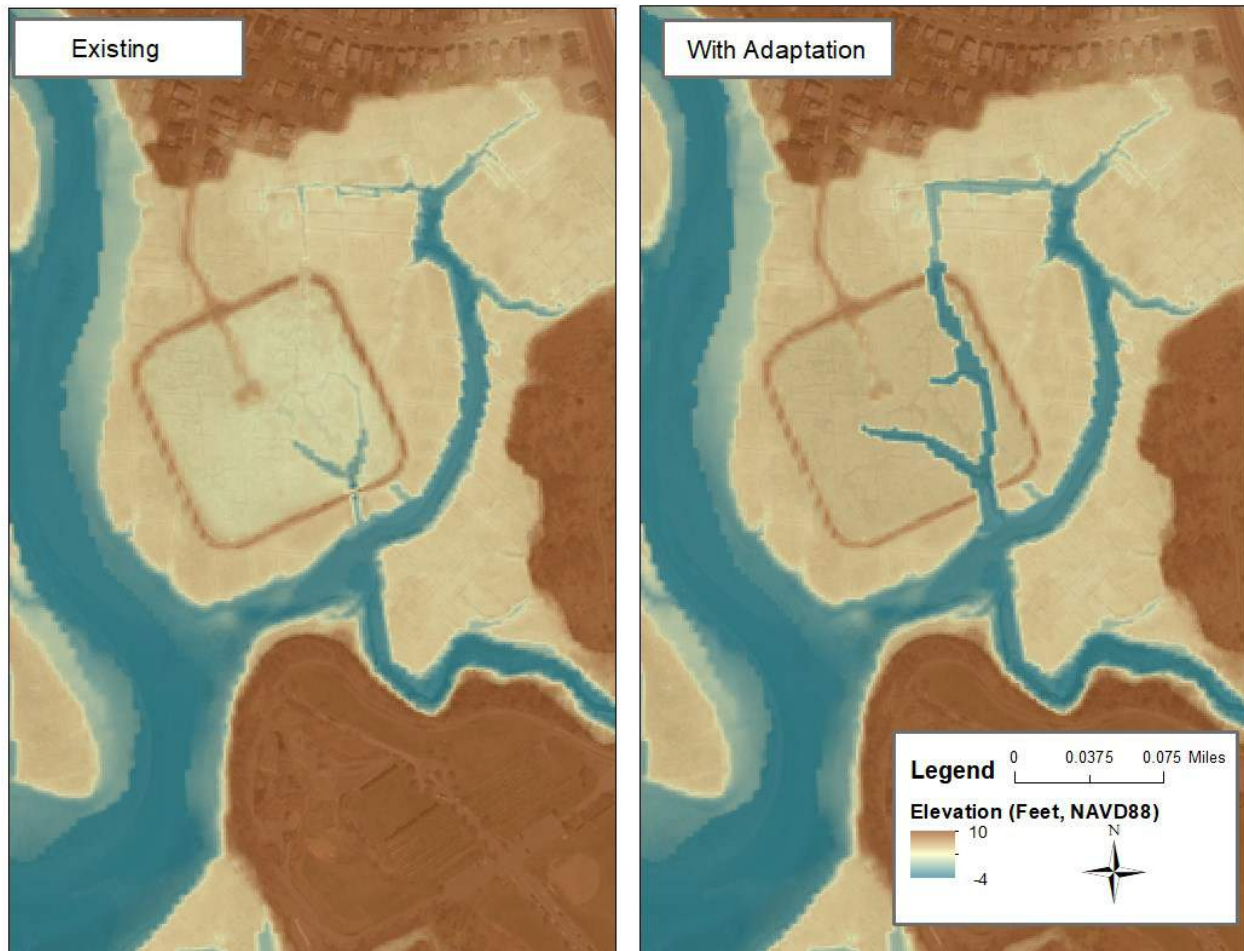 Existing
With Adaptation
Legend
0 0.0375 0.075 Miles
Elevation (Feet, NAVD88)
10
-4
N